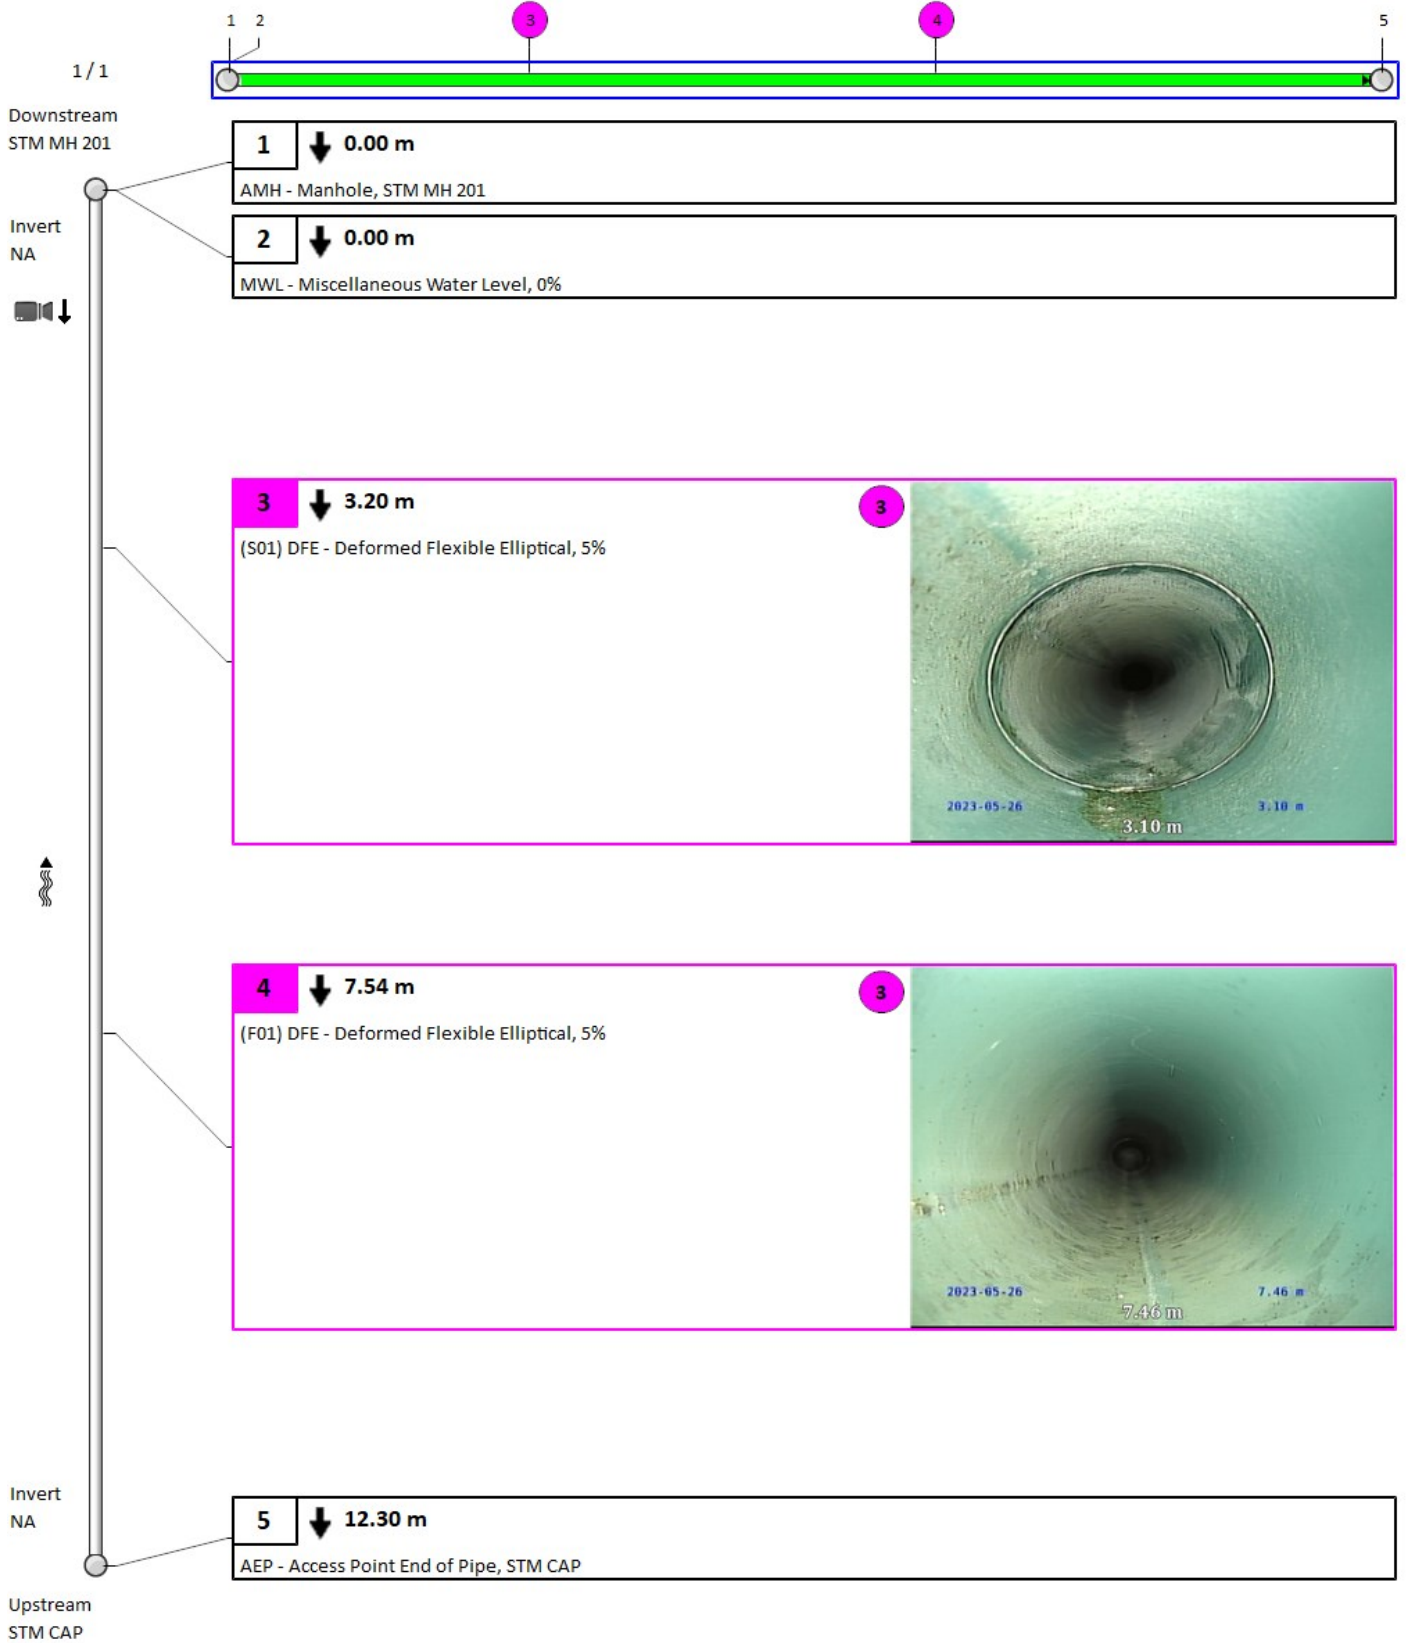 1
2
3
4
5
1 / 1
Downstream
STM MH 201
1
0.00 m
AMH - Manhole, STM MH 201
Invert
NA
2
0.00 m
MWL - Miscellaneous Water Level, 0%
3
3.20 m
3
(S01) DFE - Deformed Flexible Elliptical, 5%
2023-05-26
3.10 m
3.10 m
4
7.54 m
3
(F01) DFE - Deformed Flexible Elliptical, 5%
2023-05-26
7.46 m
7.46 m
Invert
NA
5
12.30 m
AEP - Access Point End of Pipe, STM CAP
Upstream
STM CAP